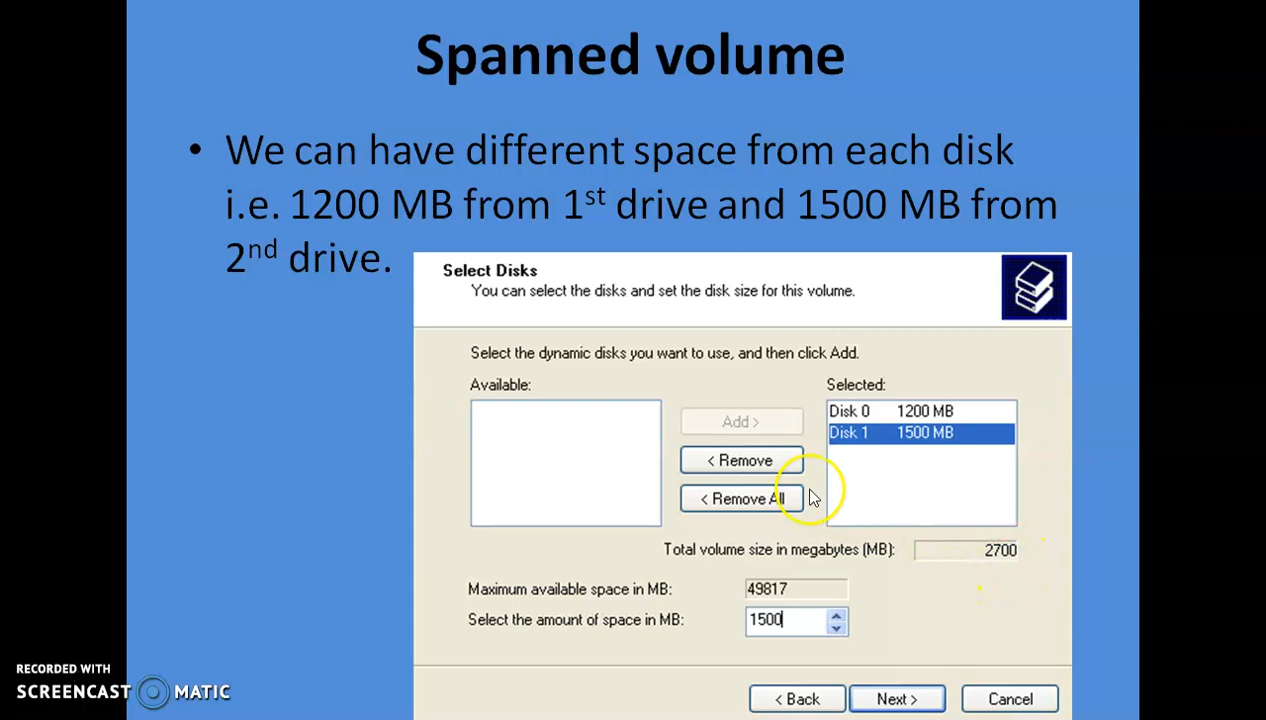 Spanned volume
• We can have different space from each disk
i.e. 1200 MB from 1st drive and 1500 MB from
2nd drive.
Select Disks
You can select the disks and set the disk size for this volume.
Select the dynamic disks you want to use, and then click Add.
Available:
Selected:
Add >
Disk 0 1200 MB
Disk 1 1500 MB
< Remove
< Remove All
Total volume size in megabytes (MB): 2700
Maximum available space in MB: 49817
Select the amount of space in MB: 1500
< Back Next > Cancel
RECORDED WITH
SCREENCAST MATIC